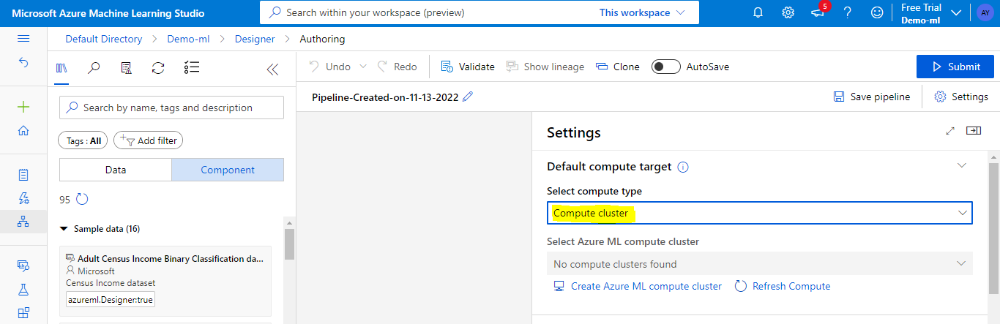 Microsoft Azure Machine Learning Studio
Search within your workspace (preview)
This workspace
5
Free Trial
Demo-ml
AY
Default Directory > Demo-ml > Designer > Authoring
Undo
Redo
Validate
Show lineage
Clone
AutoSave
Submit
Search by name, tags and description
Pipeline-Created-on-11-13-2022
Save pipeline
Settings
Tags : All
Add filter
Data
Component
95
Sample data (16)
Adult Census Income Binary Classification da...
Microsoft
Census Income dataset
azureml.Designer:true
Settings
Default compute target
Select compute type
Compute cluster
Select Azure ML compute cluster
No compute clusters found
Create Azure ML compute cluster
Refresh Compute